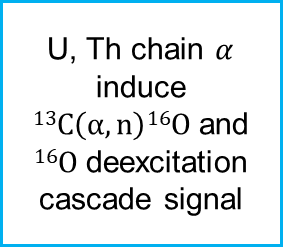 U, Th chain α
induce
¹³C(α, n)¹⁶O and
¹⁶O deexcitation
cascade signal